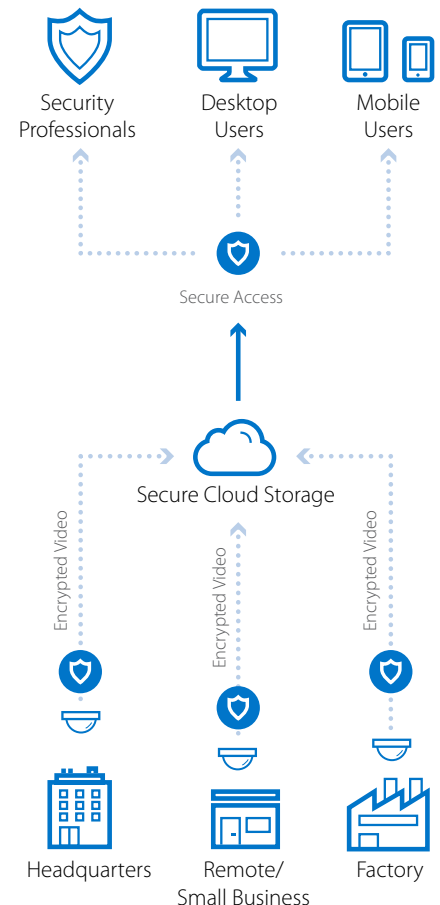 Security
Professionals
Desktop
Users
Mobile
Users
Secure Access
Secure Cloud Storage
Encrypted Video
Encrypted Video
Encrypted Video
Headquarters
Remote/
Small Business
Factory